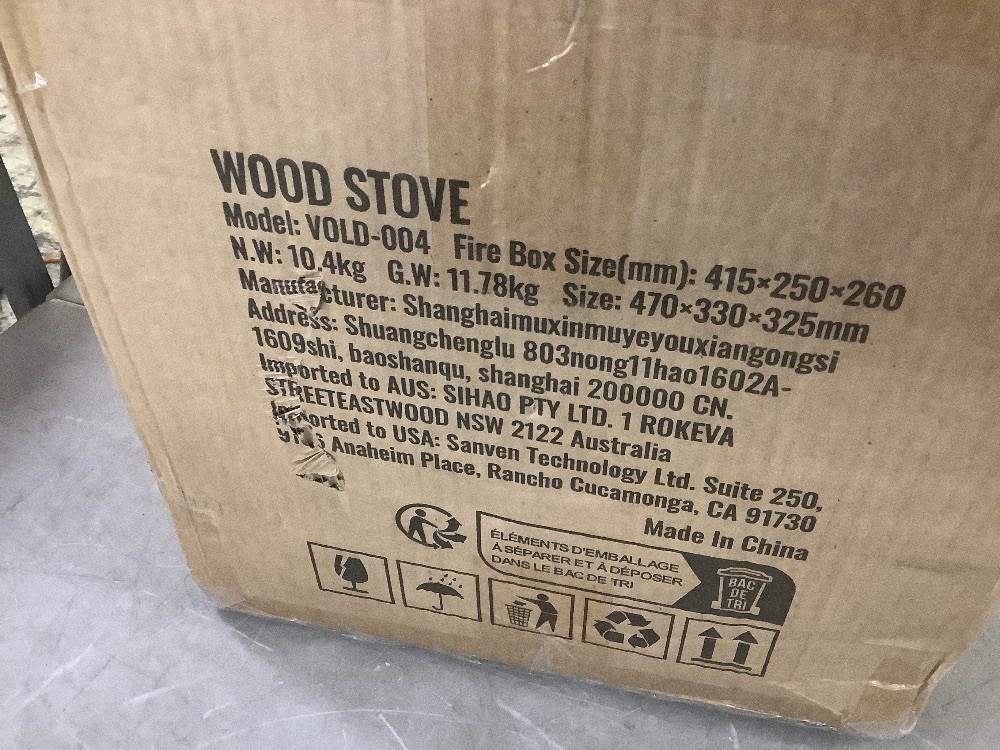 WOOD STOVE
Model: VOLD-004 Fire Box Size(mm): 415×250×260
N.W: 10.4kg G.W: 11.78kg Size: 470×330×325mm
Manufacturer: Shanghaimuxinmuyeyouxiangongsi
Address: Shuangchenglu 803nong11hao1602A-
1609shi, baoshanqu, shanghai 200000 CN.
Imported to AUS: SIHAO PTY LTD. 1 ROKEVA
STREETEASTWOOD NSW 2122 Australia
Imported to USA: Sanven Technology Ltd. Suite 250,
Anaheim Place, Rancho Cucamonga, CA 91730
Made In China
ÉLÉMENTS D'EMBALLAGE
À SÉPARER ET À DÉPOSER
DANS LE BAC DE TRI
BAC
DE
TRI